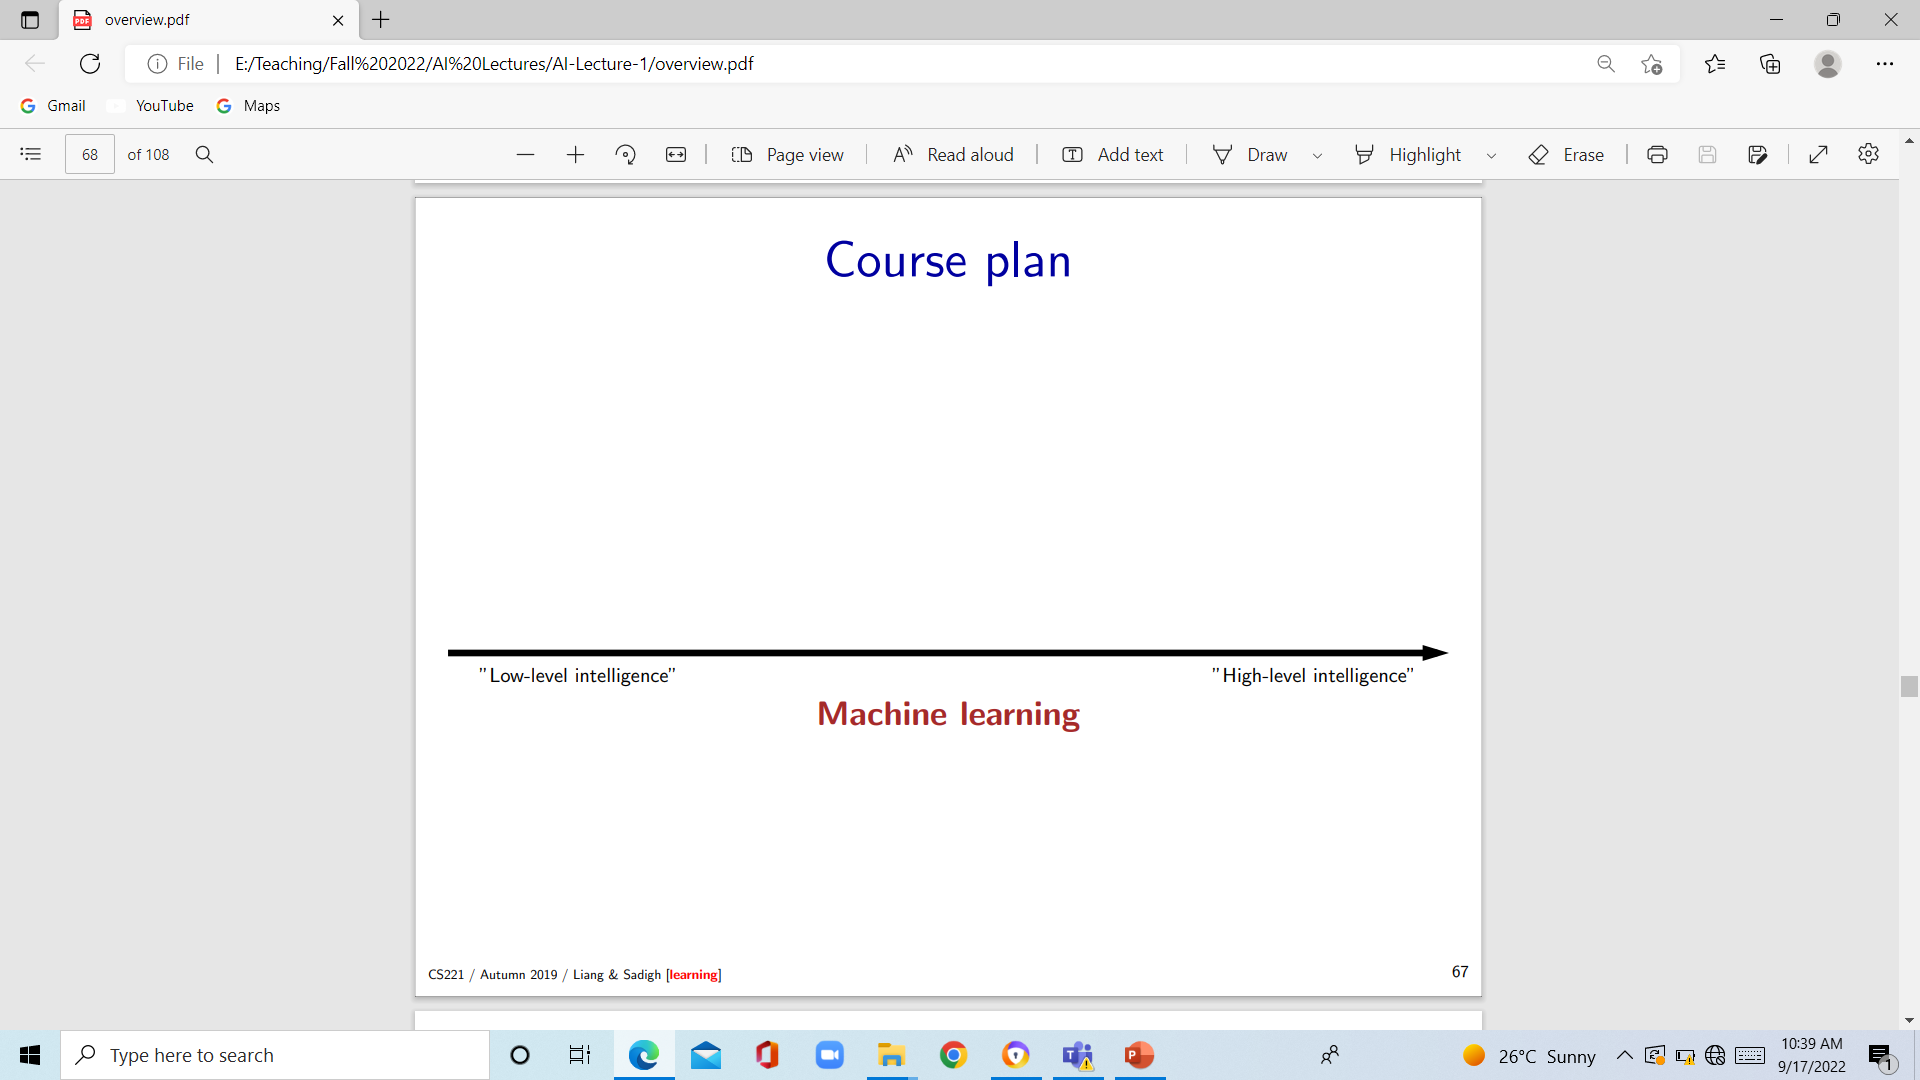 overview.pdf
File
E:/Teaching/Fall%202022/AI%20Lectures/AI-Lecture-1/overview.pdf
Gmail YouTube Maps
68 of 108 Page view Read aloud Add text Draw Highlight Erase
Course plan
"Low-level intelligence" "High-level intelligence"
Machine learning
CS221 / Autumn 2019 / Liang & Sadigh [learning] 67
Type here to search
26°C Sunny
10:39 AM
9/17/2022
1